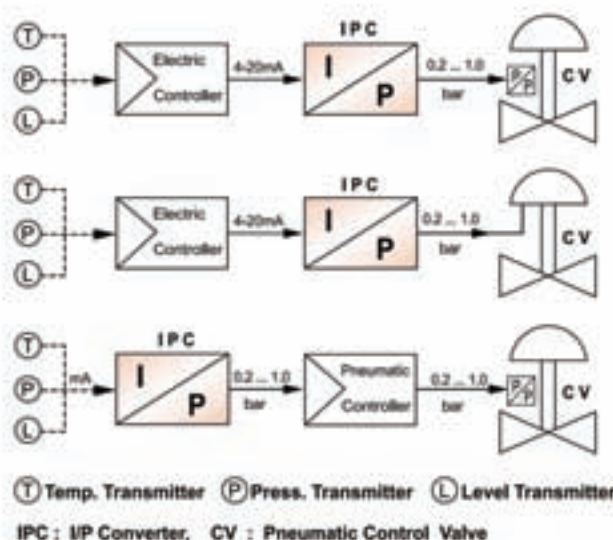 IPC
T
P
L
Electric
Controller
4-20mA
I
P
0.2 ... 1.0
bar
P
P
CV
IPC
T
P
L
Electric
Controller
4-20mA
I
P
0.2 ... 1.0
bar
CV
IPC
T
P
L
mA
I
P
0.2 ... 1.0
bar
Pneumatic
Controller
0.2 ... 1.0
bar
P
P
CV
T Temp. Transmitter P Press. Transmitter L Level Transmitter
IPC : I/P Converter, CV : Pneumatic Control Valve